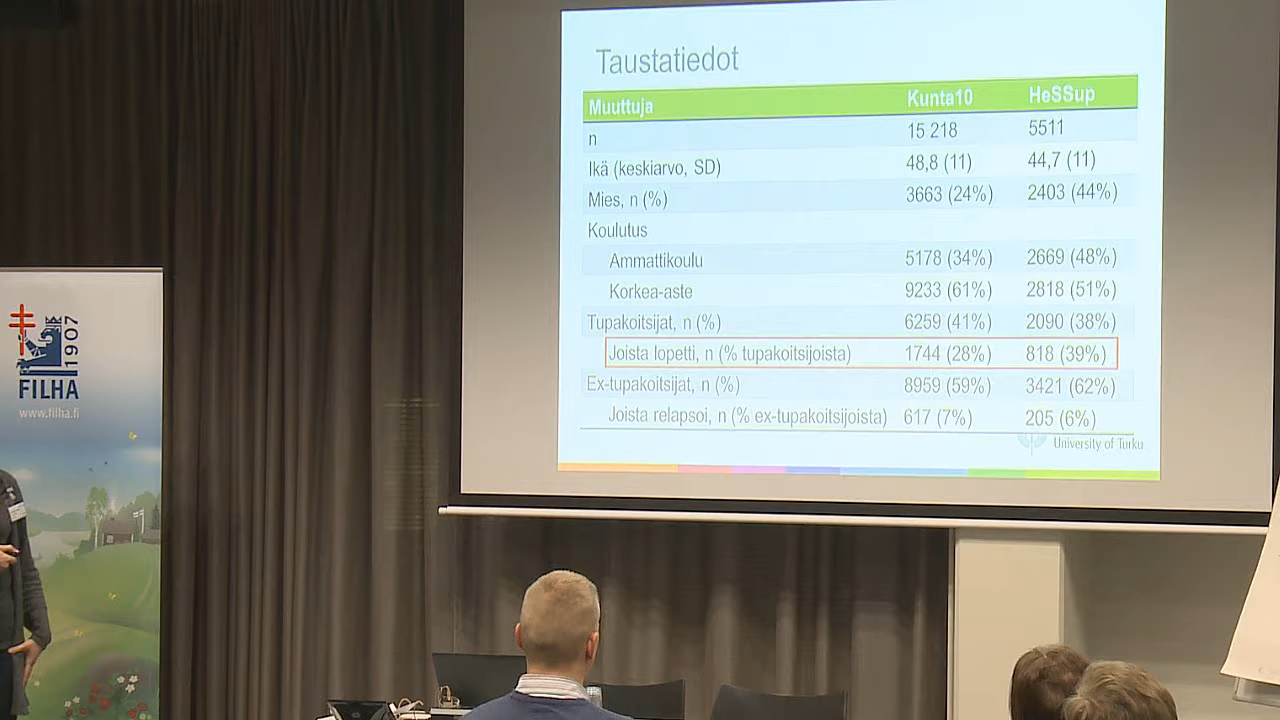 Taustatiedot
Muuttuja Kunta10 HeSSup
n 15 218 5511
Ikä (keskiarvo, SD) 48,8 (11) 44,7 (11)
Mies, n (%) 3663 (24%) 2403 (44%)
Koulutus
Ammattikoulu 5178 (34%) 2669 (48%)
Korkea-aste 9233 (61%) 2818 (51%)
Tupakoitsijat, n (%) 6259 (41%) 2090 (38%)
Joista lopetti, n (% tupakoitsijoista) 1744 (28%) 818 (39%)
Ex-tupakoitsijat, n (%) 8959 (59%) 3421 (62%)
Joista relapsoi, n (% ex-tupakoitsijoista) 617 (7%) 205 (6%)
University of Turku
1907
FILHA
www.filha.fi